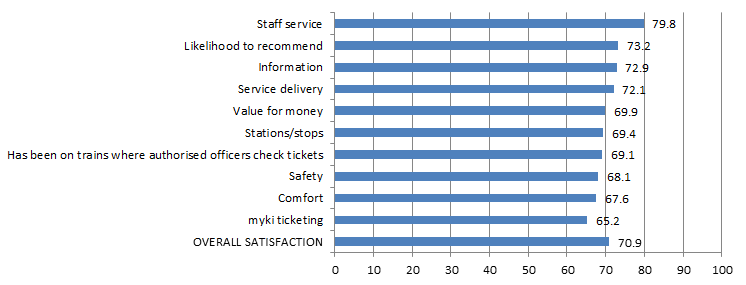 Staff service 79.8
Likelihood to recommend 73.2
Information 72.9
Service delivery 72.1
Value for money 69.9
Stations/stops 69.4
Has been on trains where authorised officers check tickets 69.1
Safety 68.1
Comfort 67.6
myki ticketing 65.2
OVERALL SATISFACTION 70.9
0 10 20 30 40 50 60 70 80 90 100